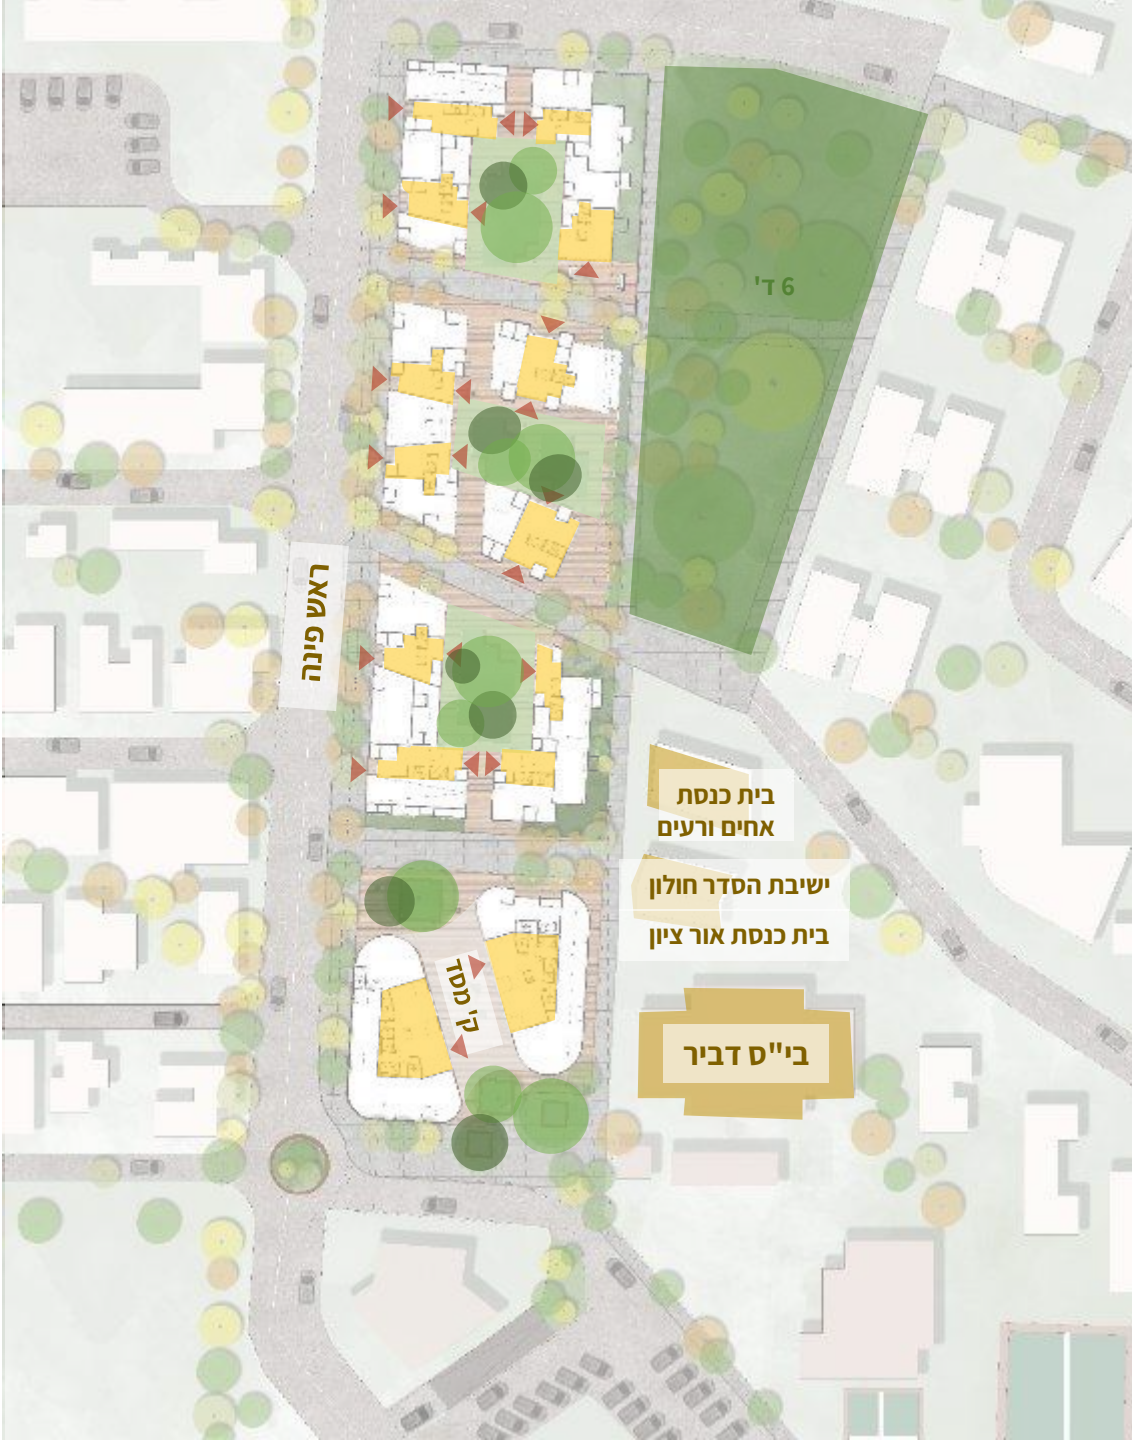 6 ד'
ראש פינה
בית כנסת
אחים ורעים
ישיבת הסדר חולון
בית כנסת אור ציון
קו מסד
בי"ס דביר